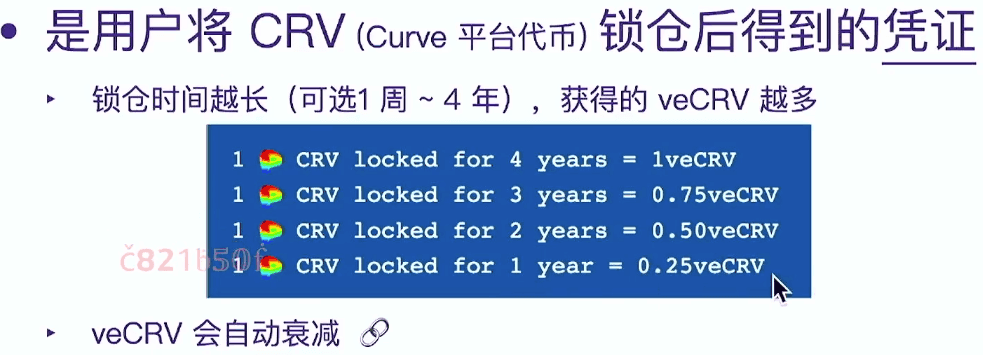 • 是用户将 CRV (Curve 平台代币) 锁仓后得到的凭证
‣ 锁仓时间越长（可选1 周 ~ 4 年），获得的 veCRV 越多
1 CRV locked for 4 years = 1veCRV
1 CRV locked for 3 years = 0.75veCRV
1 CRV locked for 2 years = 0.50veCRV
1 CRV locked for 1 year = 0.25veCRV
‣ veCRV 会自动衰减